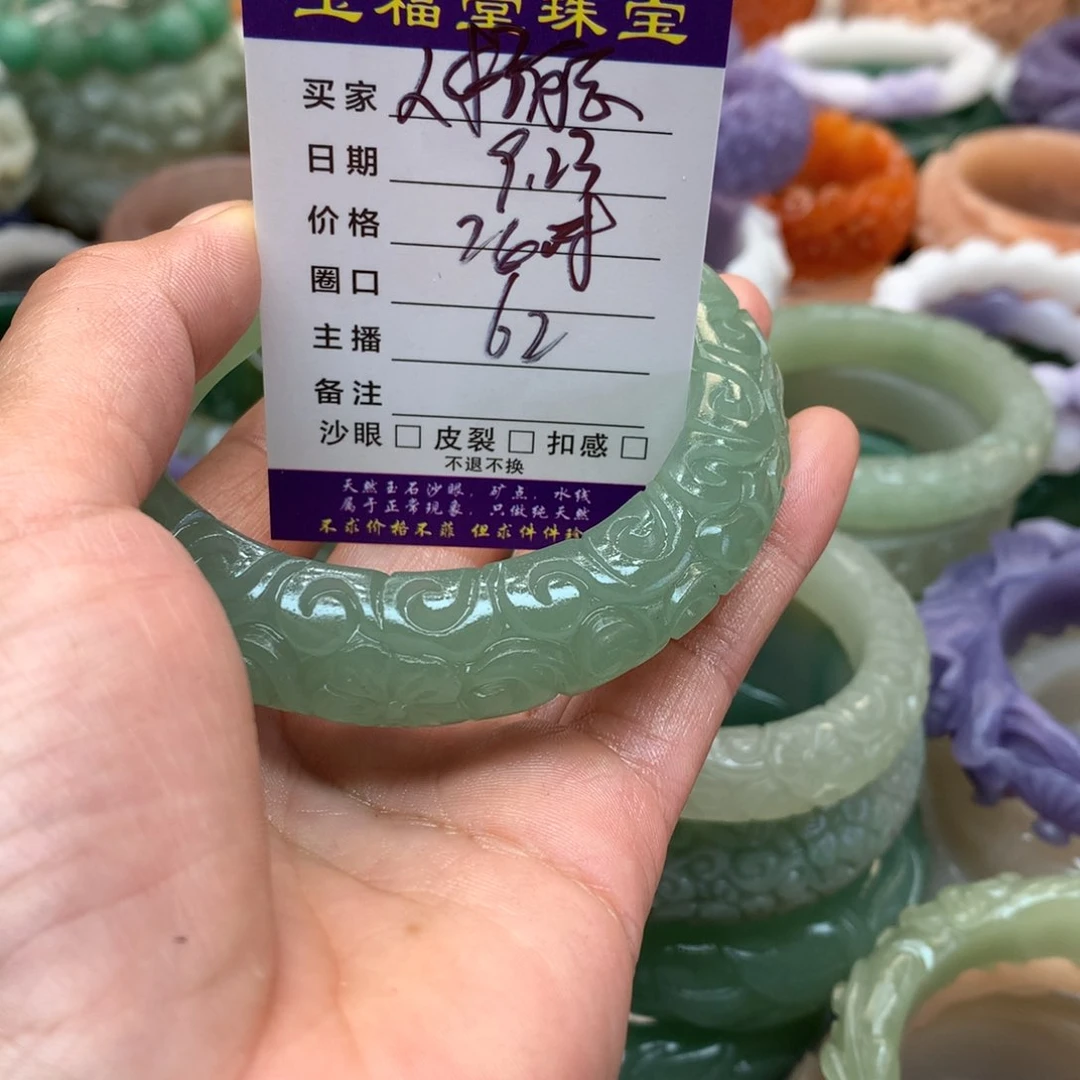 玉福堂珠宝
买家
日期 9.23
价格 26
圈口 62
主播
备注
沙眼□ 皮裂□ 扣感□
不退不换
天然玉石沙眼，矿点，水线
属于正常现象，只做纯天然
不求价格不菲 但求件件